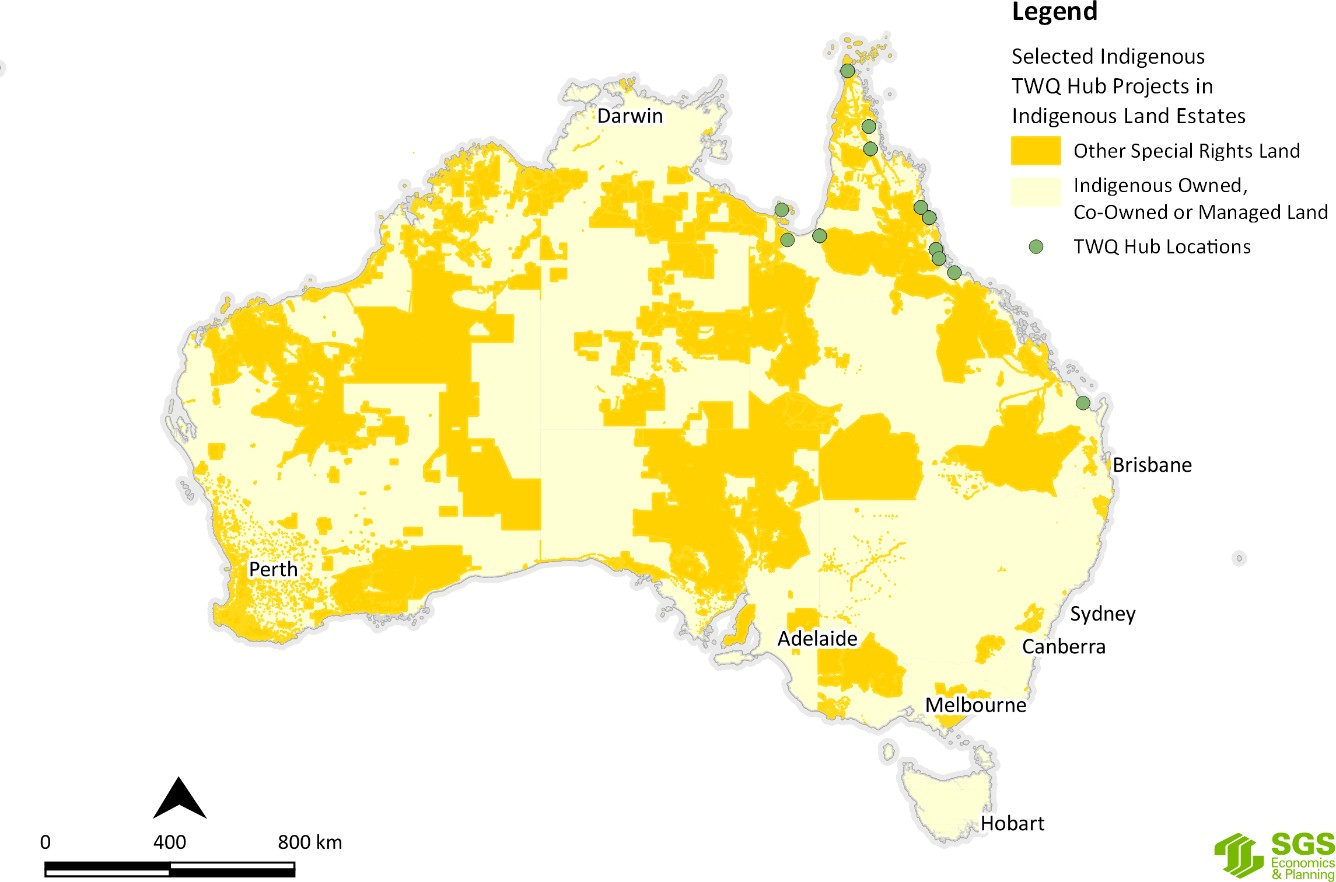 Legend
Selected Indigenous
TWQ Hub Projects in
Indigenous Land Estates
Other Special Rights Land
Indigenous Owned,
Co-Owned or Managed Land
TWQ Hub Locations
Darwin
Brisbane
Perth
Sydney
Adelaide
Canberra
Melbourne
Hobart
0 400 800 km
SGS
Economics
& Planning